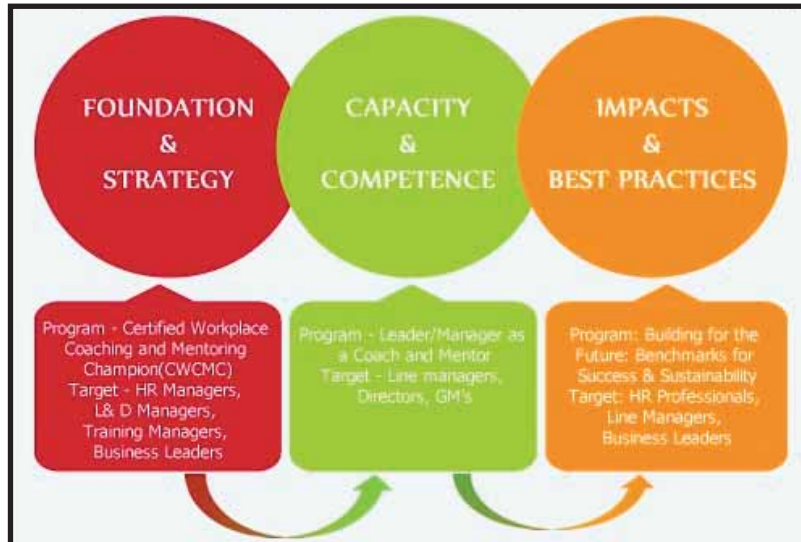 FOUNDATION
&
STRATEGY
CAPACITY
&
COMPETENCE
IMPACTS
&
BEST PRACTICES
Program - Certified Workplace
Coaching and Mentoring
Champion(CWCMC)
Target - HR Managers,
L& D Managers,
Training Managers,
Business Leaders
Program - Leader/Manager as
a Coach and Mentor
Target - Line managers,
Directors, GM's
Program: Building for the
Future: Benchmarks for
Success & Sustainability
Target: HR Professionals,
Line Managers,
Business Leaders